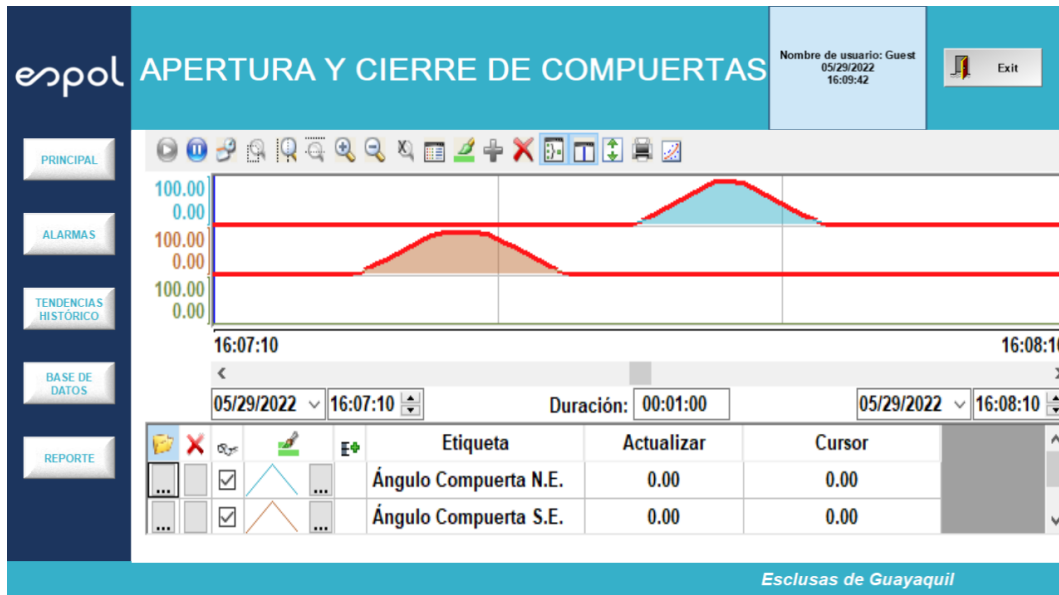 espol
APERTURA Y CIERRE DE COMPUERTAS
Nombre de usuario: Guest
05/29/2022
16:09:42
Exit
PRINCIPAL
ALARMAS
TENDENCIAS
HISTÓRICO
BASE DE
DATOS
REPORTE
100.00
0.00
100.00
0.00
100.00
0.00
16:07:10 16:08:10
05/29/2022 16:07:10 Duración: 00:01:00 05/29/2022 16:08:10
Etiqueta Actualizar Cursor
Ángulo Compuerta N.E. 0.00 0.00
Ángulo Compuerta S.E. 0.00 0.00
Esclusas de Guayaquil